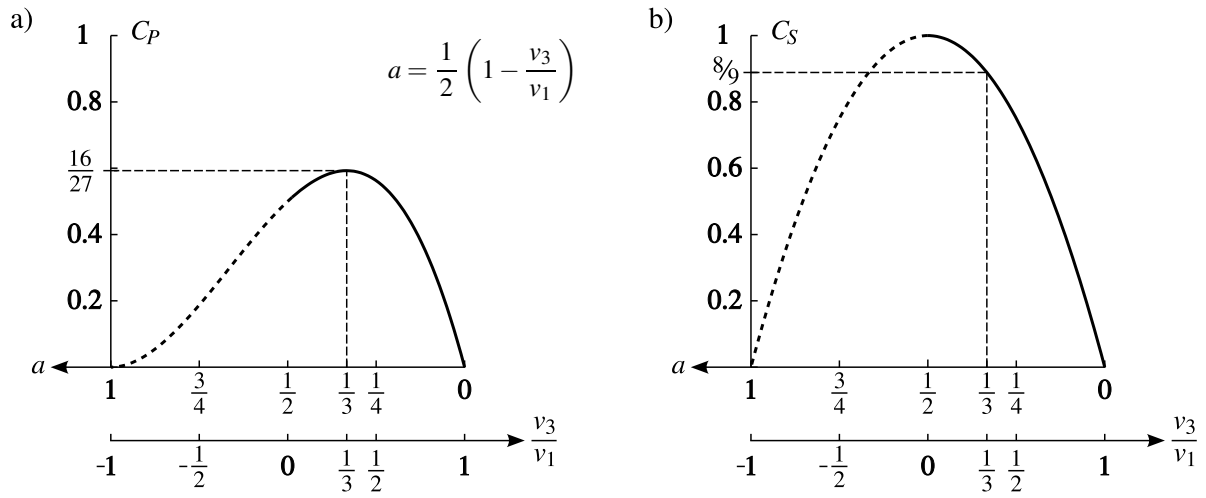 a)
C_P
a = 1/2 (1 − v₃/v₁)
1
0.8
16/27
0.4
0.2
a
1 3/4 1/2 1/3 1/4 0
v₃/v₁
-1 -1/2 0 1/3 1/2 1
b)
C_S
1
8/9
0.8
0.6
0.4
0.2
a
1 3/4 1/2 1/3 1/4 0
v₃/v₁
-1 -1/2 0 1/3 1/2 1